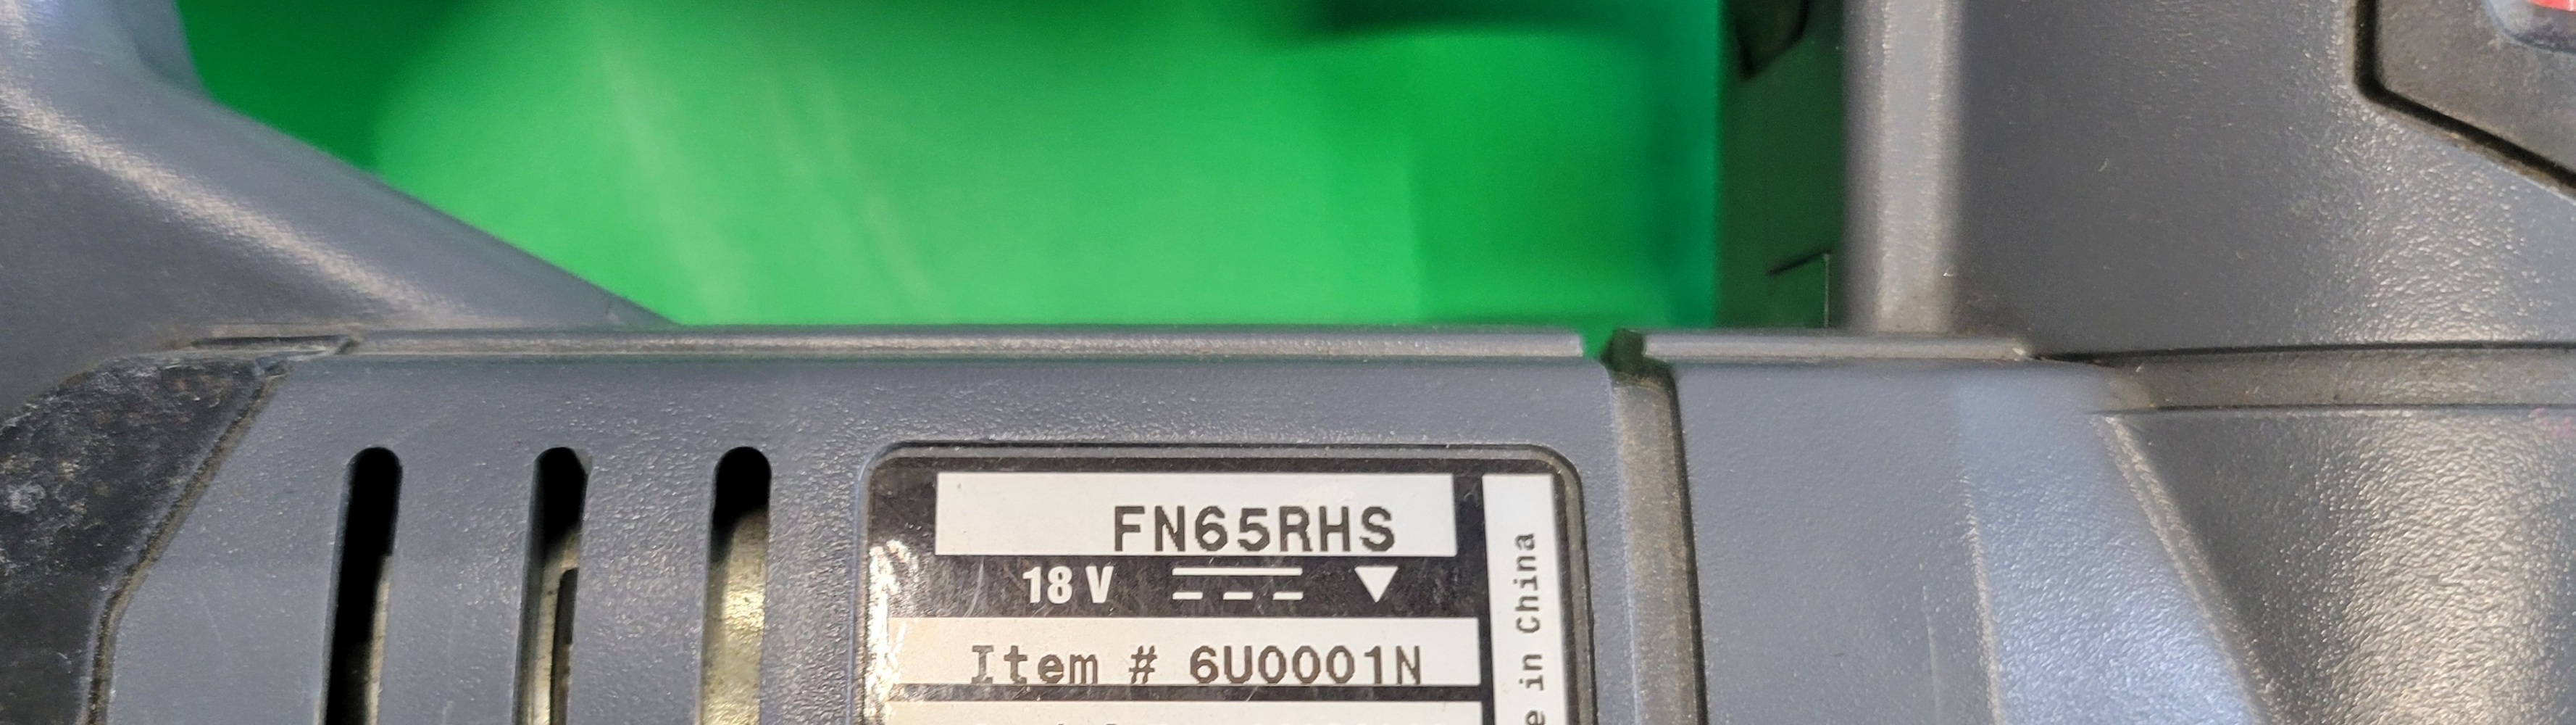 FN65RHS
18 V
Item # 6U0001N
in China